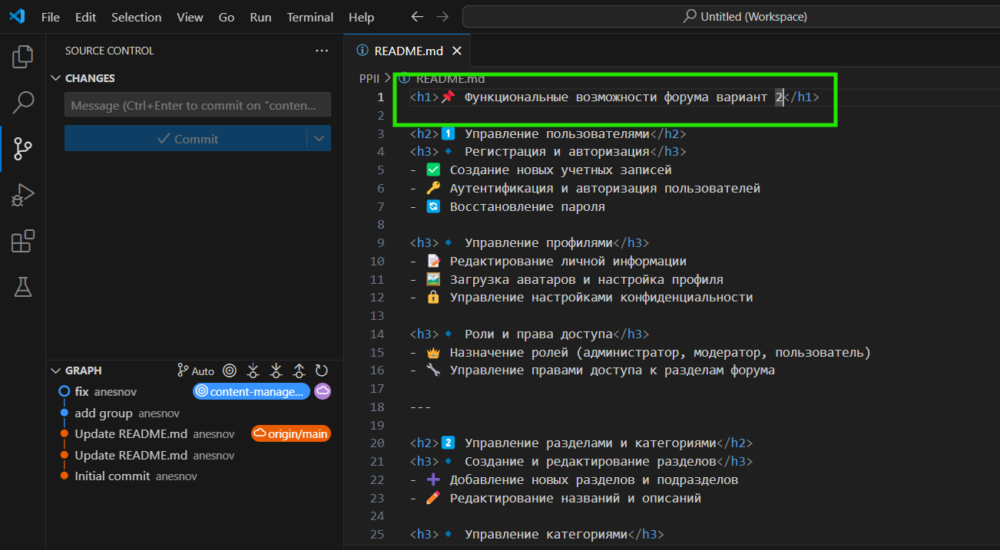 File Edit Selection View Go Run Terminal Help
Untitled (Workspace)
SOURCE CONTROL
CHANGES
Message (Ctrl+Enter to commit on "conten...
Commit
GRAPH
Auto
fix anesnov content-manage...
add group anesnov
Update README.md anesnov origin/main
Update README.md anesnov
Initial commit anesnov
README.md
PPII > README.md
1 <h1>📌 Функциональные возможности форума вариант 2</h1>
2
3 <h2>1️⃣ Управление пользователями</h2>
4 <h3>🔹 Регистрация и авторизация</h3>
5 - ✅ Создание новых учетных записей
6 - 🔑 Аутентификация и авторизация пользователей
7 - 🔄 Восстановление пароля
8
9 <h3>🔹 Управление профилями</h3>
10 - 📝 Редактирование личной информации
11 - 🖼️ Загрузка аватаров и настройка профиля
12 - 🔒 Управление настройками конфиденциальности
13
14 <h3>🔹 Роли и права доступа</h3>
15 - 👑 Назначение ролей (администратор, модератор, пользователь)
16 - 🔧 Управление правами доступа к разделам форума
17
18 ---
19
20 <h2>2️⃣ Управление разделами и категориями</h2>
21 <h3>🔹 Создание и редактирование разделов</h3>
22 - ➕ Добавление новых разделов и подразделов
23 - ✏️ Редактирование названий и описаний
24
25 <h3>🔹 Управление категориями</h3>